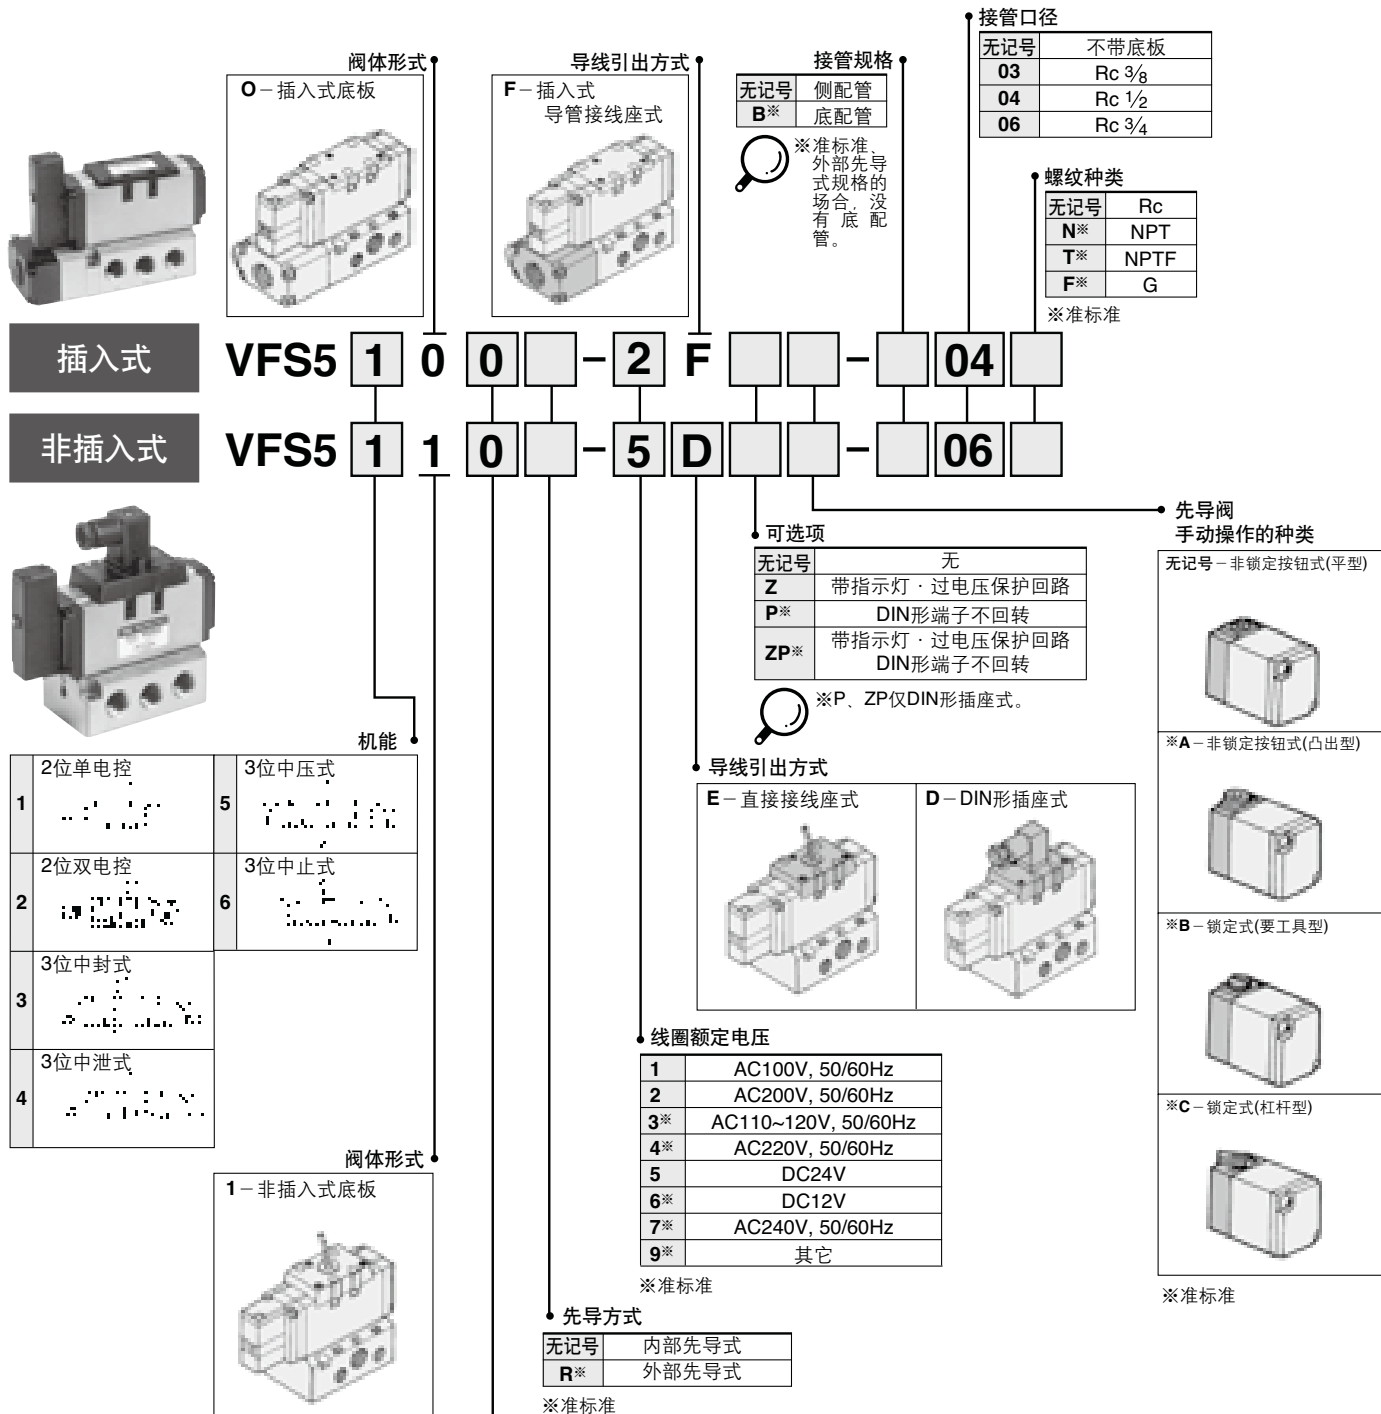 接管口径
无记号 不带底板
03 Rc 3/8
04 Rc 1/2
06 Rc 3/4
阀体形式
O－插入式底板
导线引出方式
F－插入式
导管接线座式
接管规格
无记号 侧配管
B※ 底配管
※准标准、
外部先导
式规格的
场合,没
有底配
管。
螺纹种类
无记号 Rc
N※ NPT
T※ NPTF
F※ G
※准标准
插入式 VFS5 1 0 0 － 2 F － 04
非插入式 VFS5 1 1 0 － 5 D － 06
先导阀
手动操作的种类
无记号－非锁定按钮式(平型)
※A－非锁定按钮式(凸出型)
※B－锁定式(要工具型)
※C－锁定式(杠杆型)
※准标准
可选项
无记号 无
Z 带指示灯·过电压保护回路
P※ DIN形端子不回转
ZP※ 带指示灯·过电压保护回路
DIN形端子不回转
※P、ZP仅DIN形插座式。
机能
1 2位单电控
2 2位双电控
3 3位中封式
4 3位中泄式
5 3位中压式
6 3位中止式
导线引出方式
E－直接接线座式
D－DIN形插座式
线圈额定电压
1 AC100V, 50/60Hz
2 AC200V, 50/60Hz
3※ AC110~120V, 50/60Hz
4※ AC220V, 50/60Hz
5 DC24V
6※ DC12V
7※ AC240V, 50/60Hz
9※ 其它
※准标准
阀体形式
1－非插入式底板
先导方式
无记号 内部先导式
R※ 外部先导式
※准标准